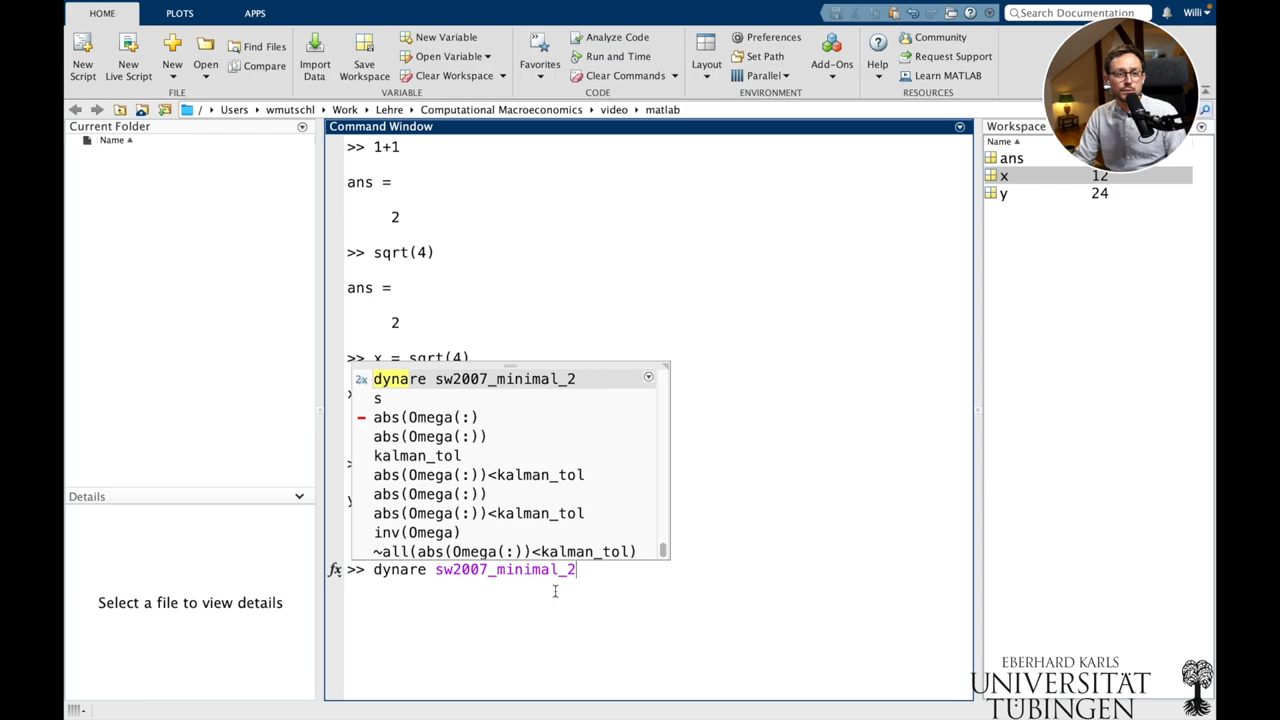 HOME PLOTS APPS
Search Documentation Willi
New Script
New Live Script
New
Open
Find Files
Compare
Import Data
Save Workspace
New Variable
Open Variable
Clear Workspace
Favorites
Analyze Code
Run and Time
Clear Commands
Layout
Preferences
Set Path
Parallel
Add-Ons
Help
Community
Request Support
Learn MATLAB
FILE VARIABLE CODE ENVIRONMENT RESOURCES
/ Users wmutschl Work Lehre Computational Macroeconomics video matlab
Current Folder
Name
Details
Select a file to view details
Command Window
>> 1+1
ans =
2
>> sqrt(4)
ans =
2
>> x = sqrt(4)
2x dynare sw2007_minimal_2
s
abs(Omega(:)
abs(Omega(:))
kalman_tol
abs(Omega(:))<kalman_tol
abs(Omega(:))
abs(Omega(:))<kalman_tol
inv(Omega)
~all(abs(Omega(:))<kalman_tol)
fx >> dynare sw2007_minimal_2
Workspace
Name
ans
x 12
y 24
EBERHARD KARLS
UNIVERSITÄT
TÜBINGEN